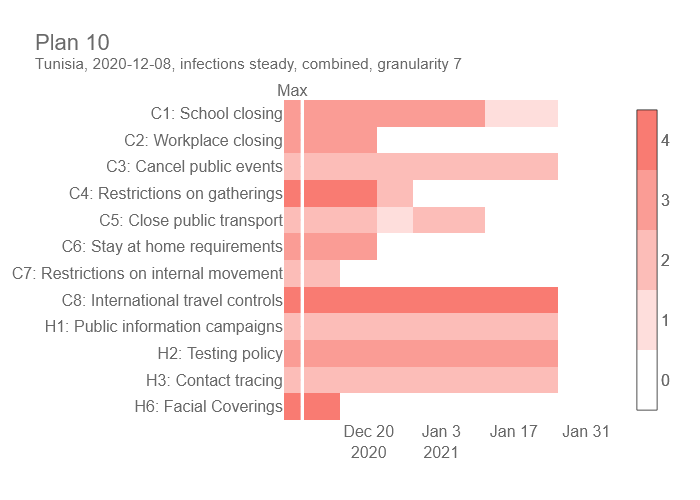 Plan 10
Tunisia, 2020-12-08, infections steady, combined, granularity 7
Max
C1: School closing
C2: Workplace closing
C3: Cancel public events
C4: Restrictions on gatherings
C5: Close public transport
C6: Stay at home requirements
C7: Restrictions on internal movement
C8: International travel controls
H1: Public information campaigns
H2: Testing policy
H3: Contact tracing
H6: Facial Coverings
Dec 20 Jan 3 Jan 17 Jan 31
2020 2021
4
3
2
1
0